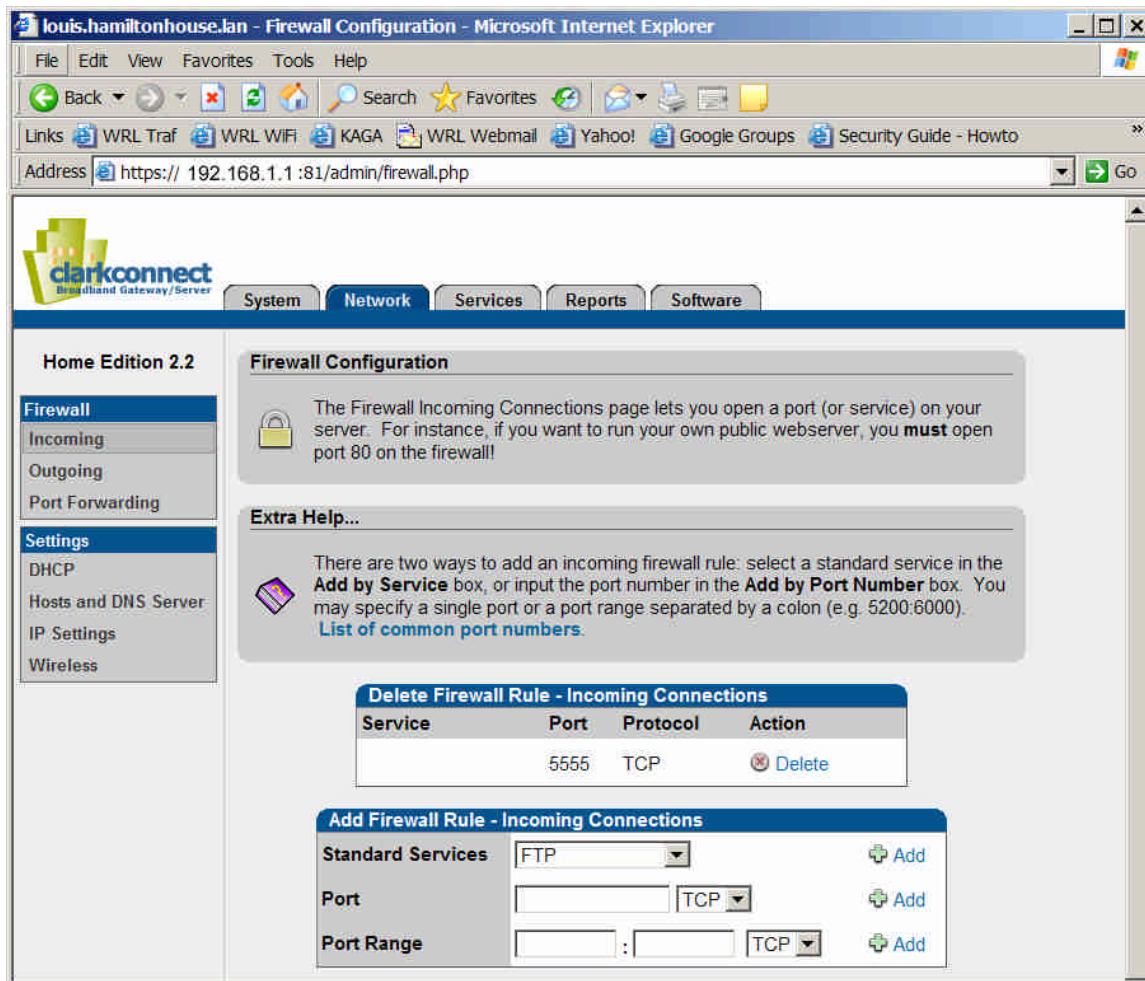 louis.hamiltonhouse.lan - Firewall Configuration - Microsoft Internet Explorer
File Edit View Favorites Tools Help
Back Search Favorites
Links WRL Traf WRL WiFi KAGA WRL Webmail Yahoo! Google Groups Security Guide - Howto »
Address https:// 192.168.1.1 :81/admin/firewall.php Go
clarkconnect
Broadband Gateway/Server
System Network Services Reports Software
Home Edition 2.2
Firewall
Incoming
Outgoing
Port Forwarding
Settings
DHCP
Hosts and DNS Server
IP Settings
Wireless
Firewall Configuration
The Firewall Incoming Connections page lets you open a port (or service) on your
server. For instance, if you want to run your own public webserver, you must open
port 80 on the firewall!
Extra Help...
There are two ways to add an incoming firewall rule: select a standard service in the
Add by Service box, or input the port number in the Add by Port Number box. You
may specify a single port or a port range separated by a colon (e.g. 5200:6000).
List of common port numbers.
Delete Firewall Rule - Incoming Connections
Service Port Protocol Action
5555 TCP Delete
Add Firewall Rule - Incoming Connections
Standard Services FTP Add
Port TCP Add
Port Range : TCP Add